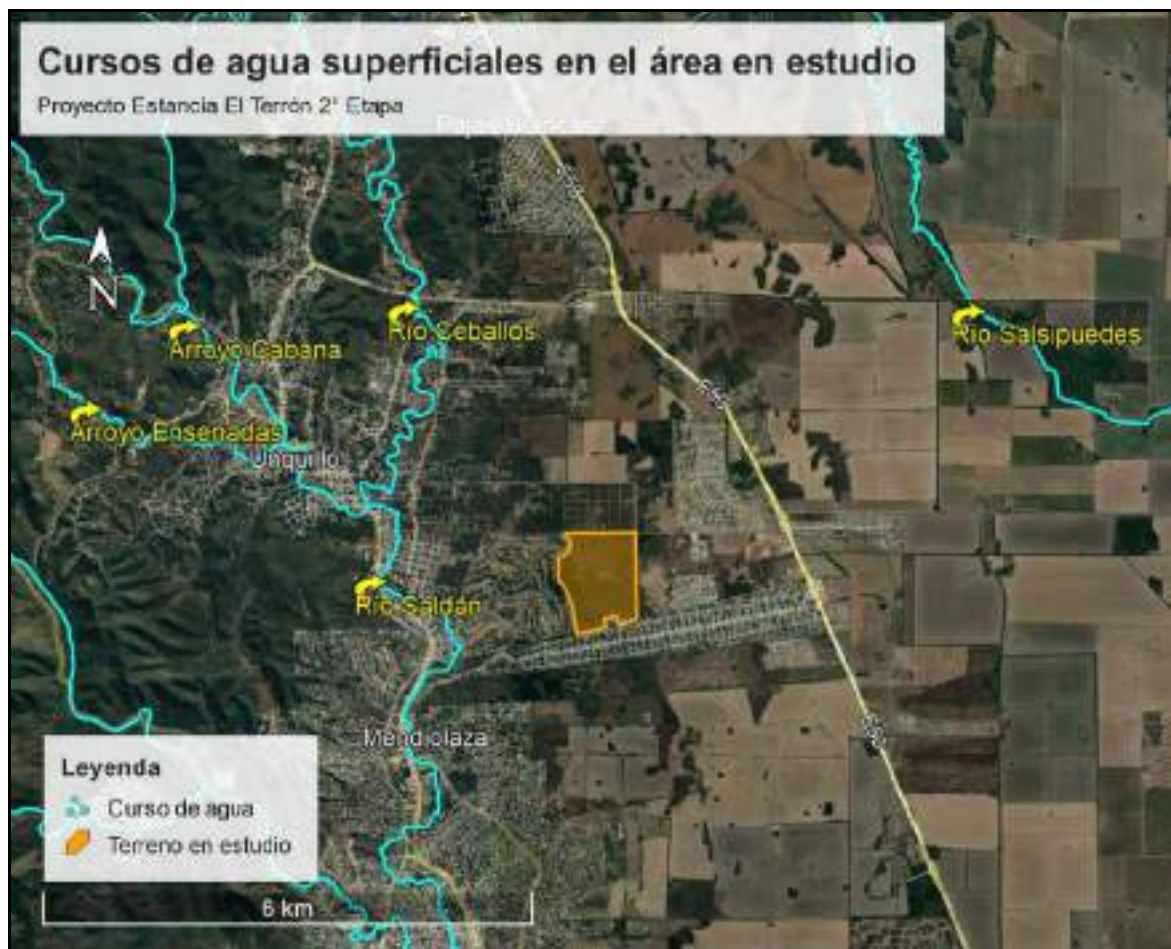 Cursos de agua superficiales en el área en estudio
Proyecto Estancia El Terrón 2° Etapa
N
Río Ceballos
Río Salsipuedes
Arroyo Cabana
Arroyo Ensenadas
Unquillo
Río Saldán
Mendiolaza
Leyenda
Curso de agua
Terreno en estudio
6 km